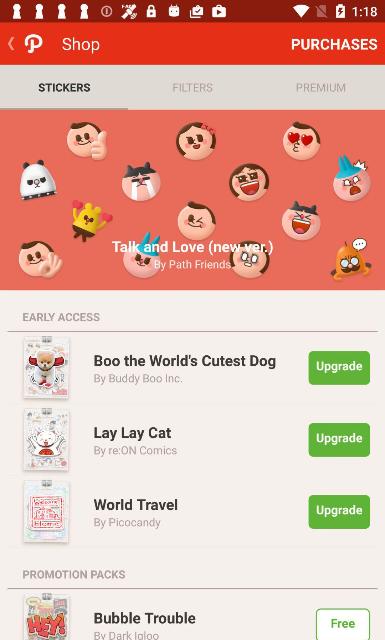 1:18
Shop
PURCHASES
STICKERS
FILTERS
PREMIUM
Talk and Love (new ver.)
By Path Friends
EARLY ACCESS
Boo the World's Cutest Dog
By Buddy Boo Inc.
Upgrade
Lay Lay Cat
By re:ON Comics
Upgrade
World Travel
By Picocandy
Upgrade
PROMOTION PACKS
HEY!
Bubble Trouble
By Dark Igloo
Free